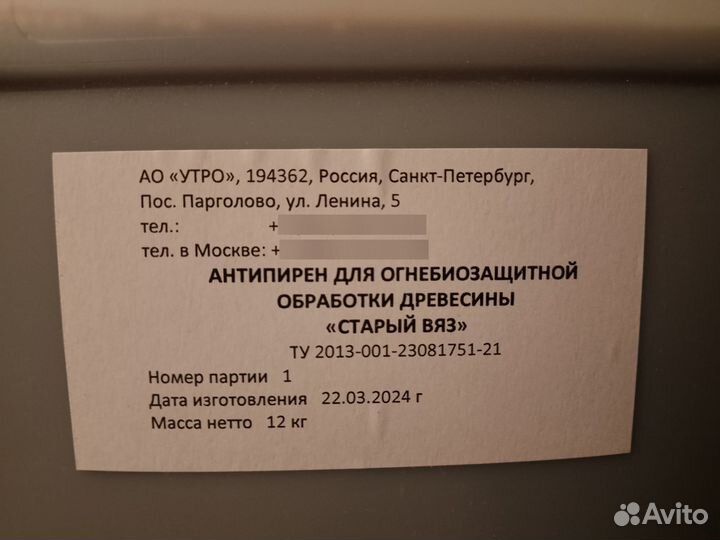 АО «УТРО», 194362, Россия, Санкт-Петербург,
Пос. Парголово, ул. Ленина, 5
тел.: +
тел. в Москве: +
АНТИПИРЕН ДЛЯ ОГНЕБИОЗАЩИТНОЙ
ОБРАБОТКИ ДРЕВЕСИНЫ
«СТАРЫЙ ВЯЗ»
ТУ 2013-001-23081751-21
Номер партии 1
Дата изготовления 22.03.2024 г
Масса нетто 12 кг
Avito